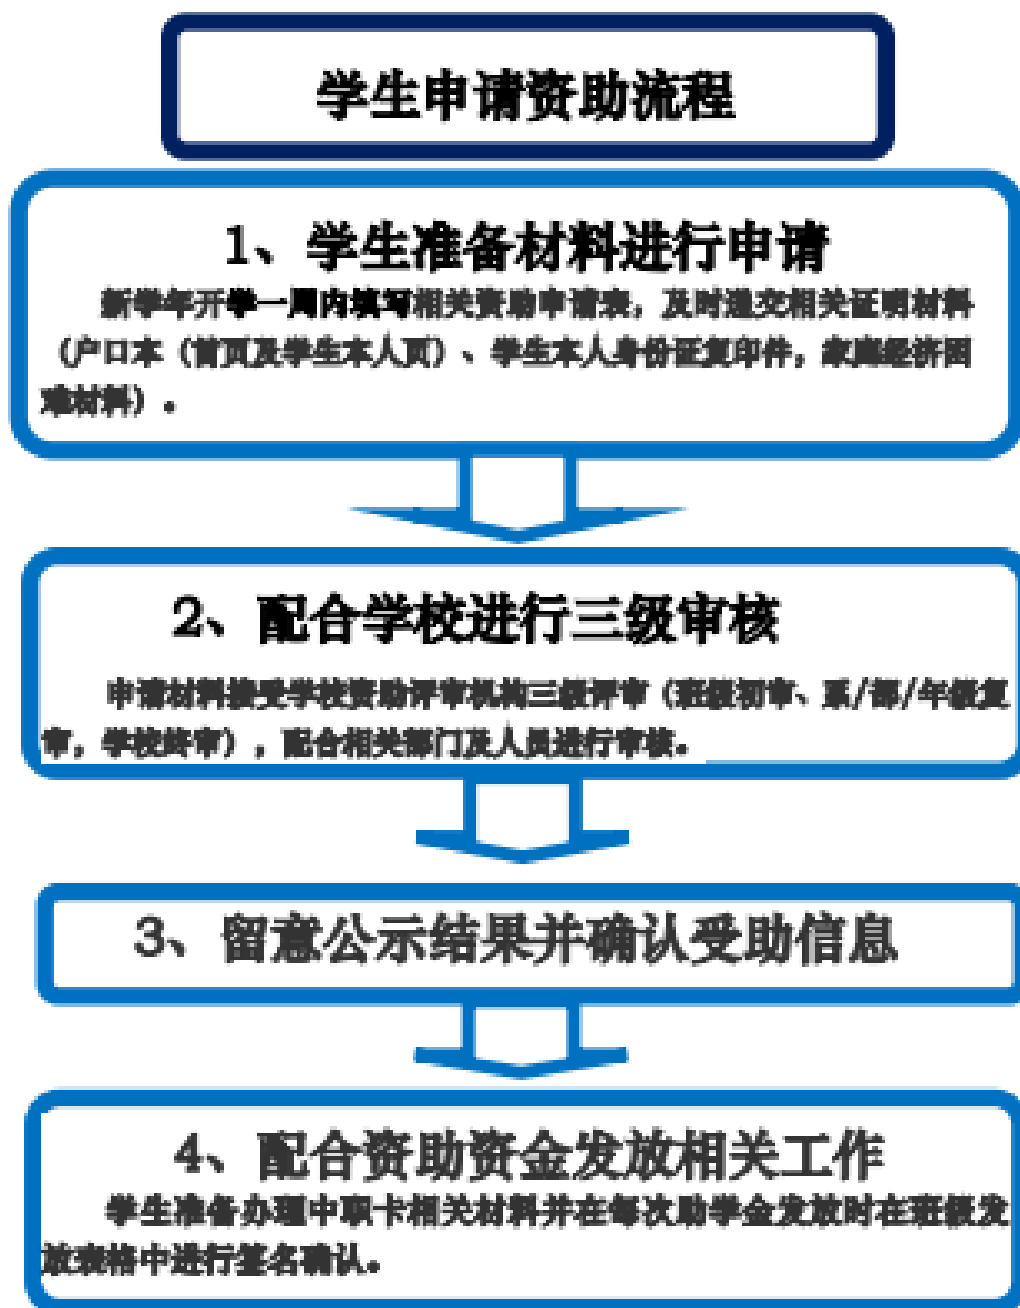 学生申请资助流程
1、学生准备材料进行申请
新学年开学一周内填写相关资助申请表，及时递交相关证明材料
（户口本（首页及学生本人页）、学生本人身份证复印件，家庭经济困
难材料）。
2、配合学校进行三级审核
申请材料接受学校资助评审机构三级评审（班级初审、系/部/年级复
审，学校终审），配合相关部门及人员进行审核。
3、留意公示结果并确认受助信息
4、配合资助资金发放相关工作
学生准备办理中职卡相关材料并在每次助学金发放时在班级发
放表格中进行签名确认。